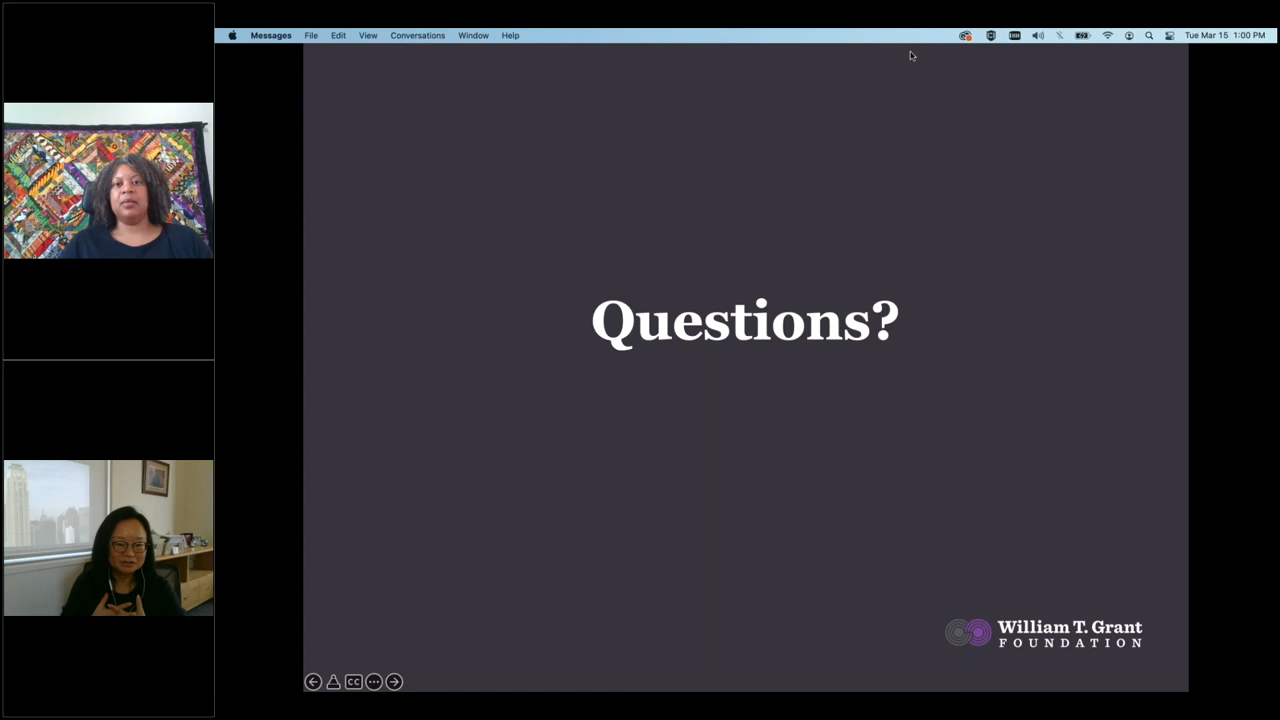 Messages File Edit View Conversations Window Help Tue Mar 15 1:00 PM
Questions?
William T. Grant
FOUNDATION
CC